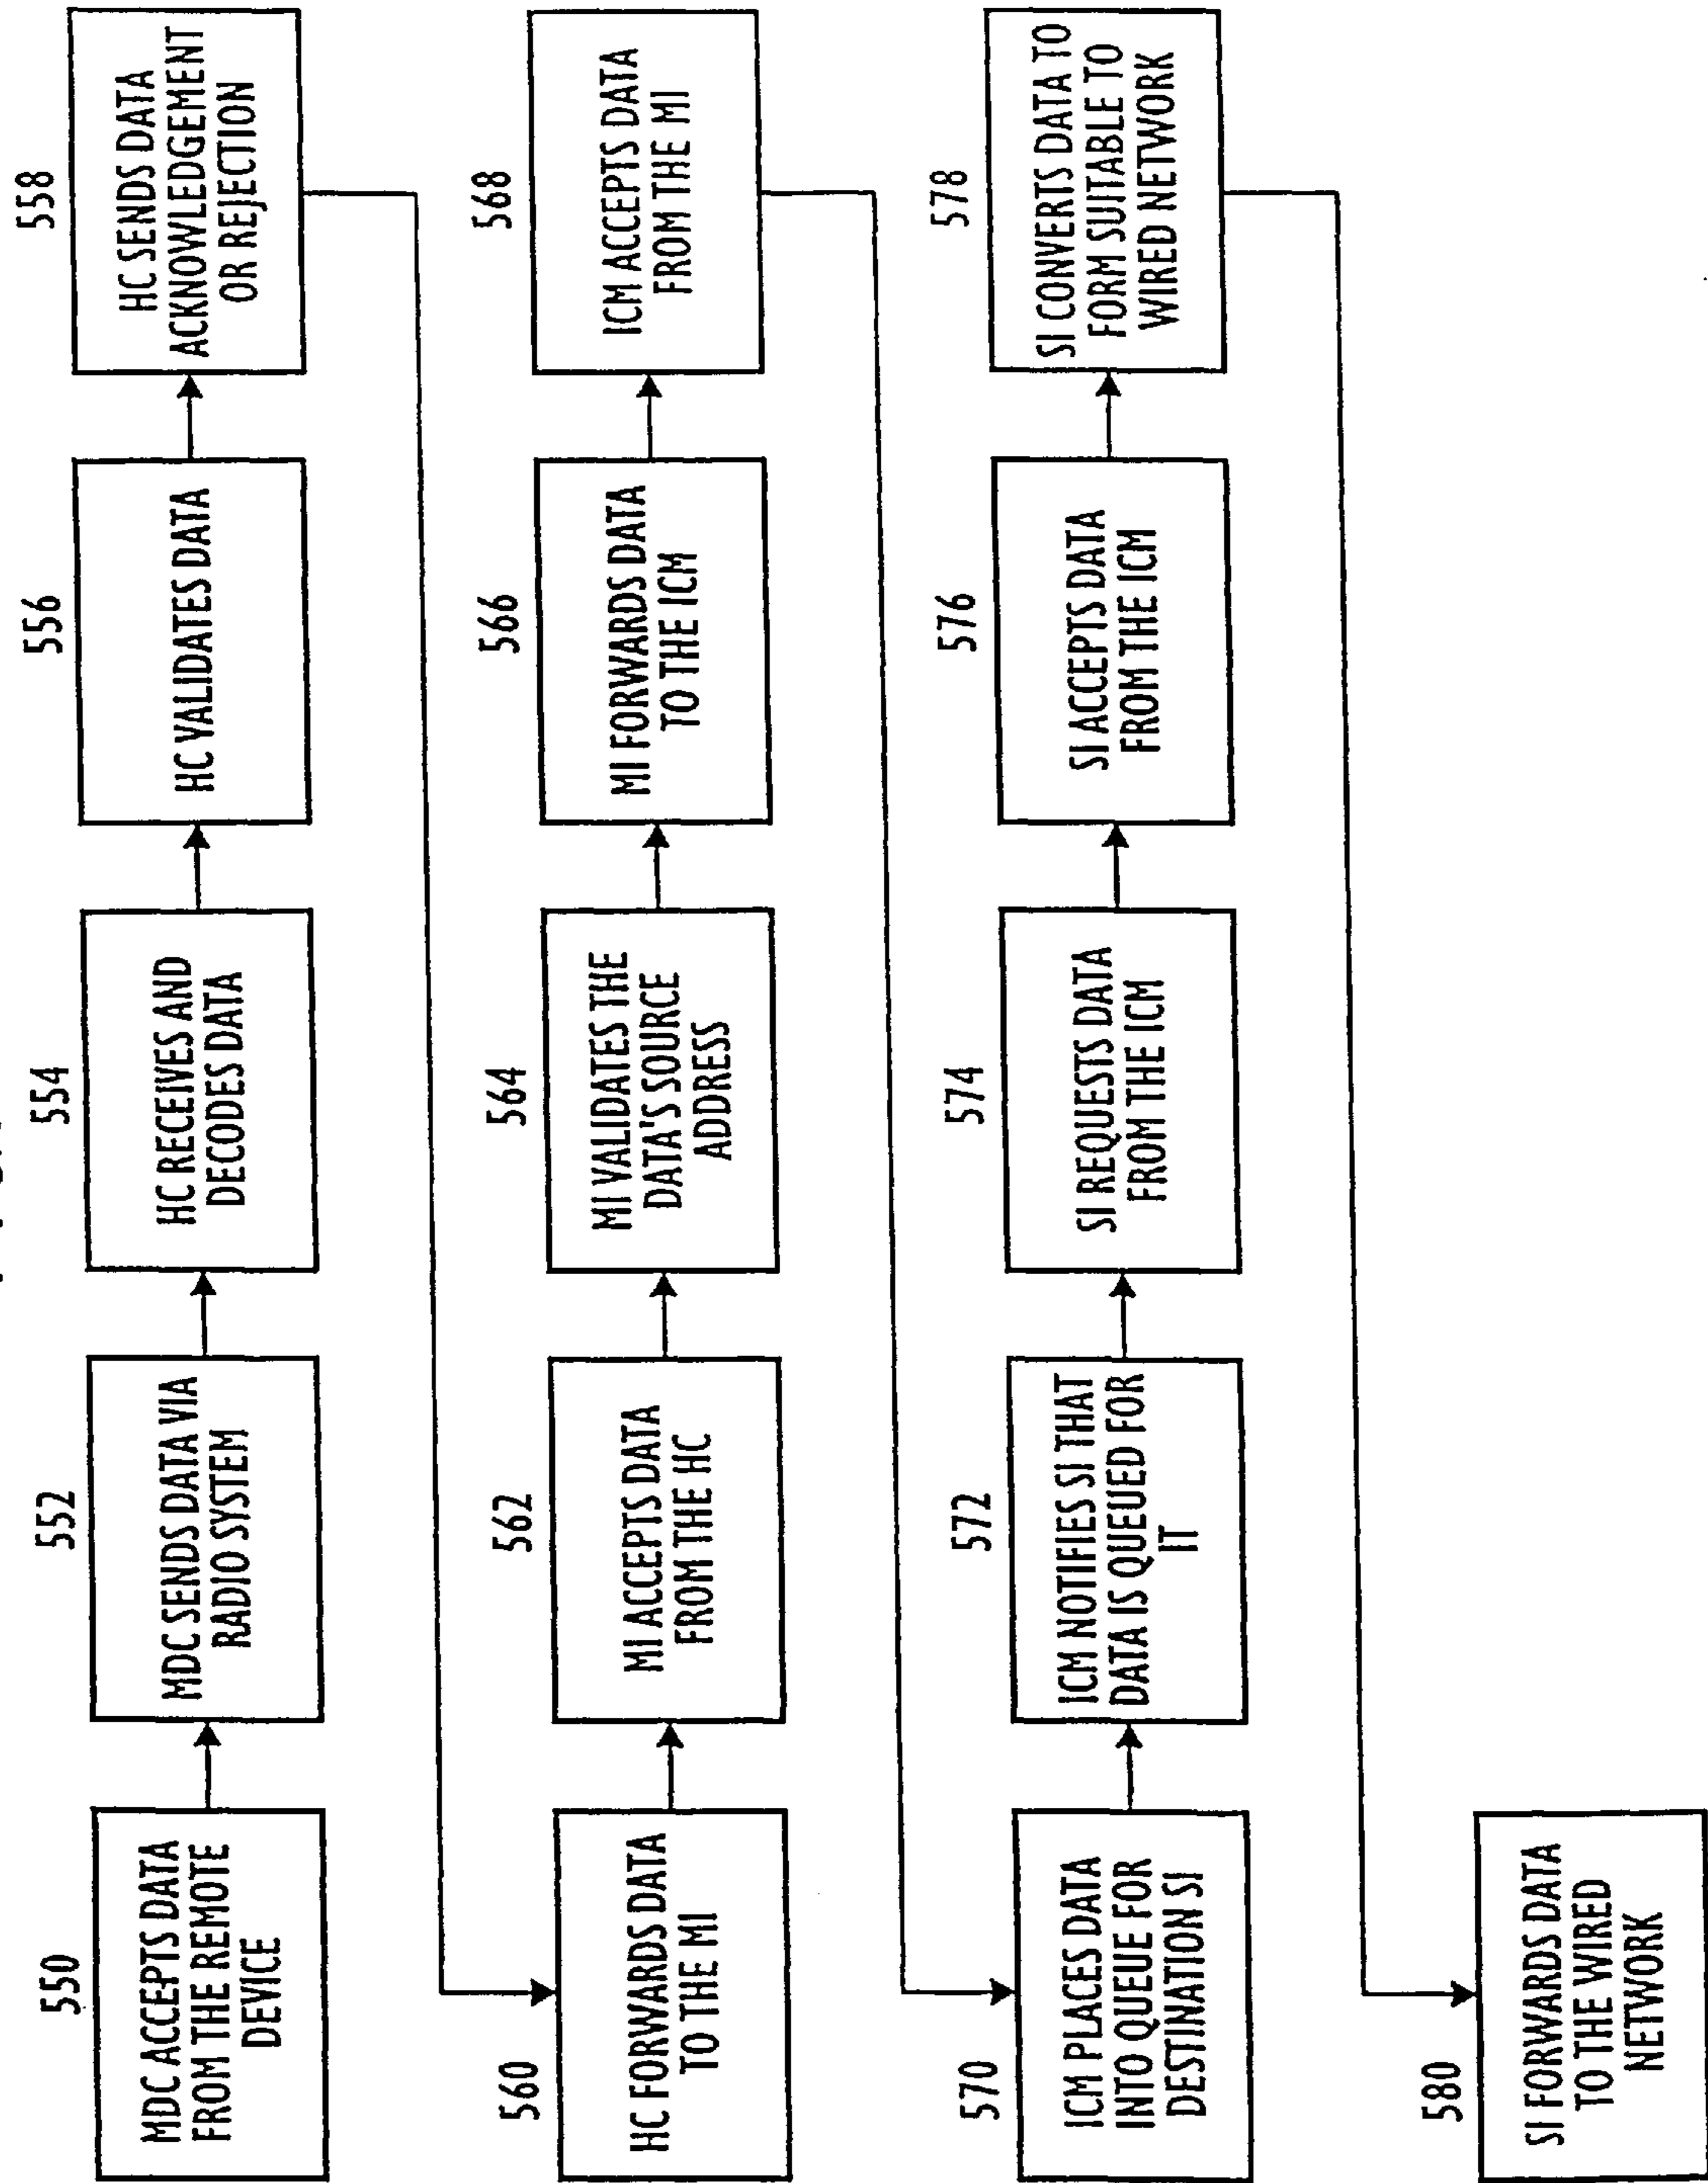 550
MDC ACCEPTS DATA
FROM THE REMOTE
DEVICE
552
MDC SENDS DATA VIA
RADIO SYSTEM
554
HC RECEIVES AND
DECODES DATA
556
HC VALIDATES DATA
558
HC SENDS DATA
ACKNOWLEDGEMENT
OR REJECTION
560
HC FORWARDS DATA
TO THE MI
562
MI ACCEPTS DATA
FROM THE HC
564
MI VALIDATES THE
DATA'S SOURCE
ADDRESS
566
MI FORWARDS DATA
TO THE ICM
568
ICM ACCEPTS DATA
FROM THE MI
570
ICM PLACES DATA
INTO QUEUE FOR
DESTINATION SI
572
ICM NOTIFIES SI THAT
DATA IS QUEUED FOR
IT
574
SI REQUESTS DATA
FROM THE ICM
576
SI ACCEPTS DATA
FROM THE ICM
578
SI CONVERTS DATA TO
FORM SUITABLE TO
WIRED NETWORK
580
SI FORWARDS DATA
TO THE WIRED
NETWORK